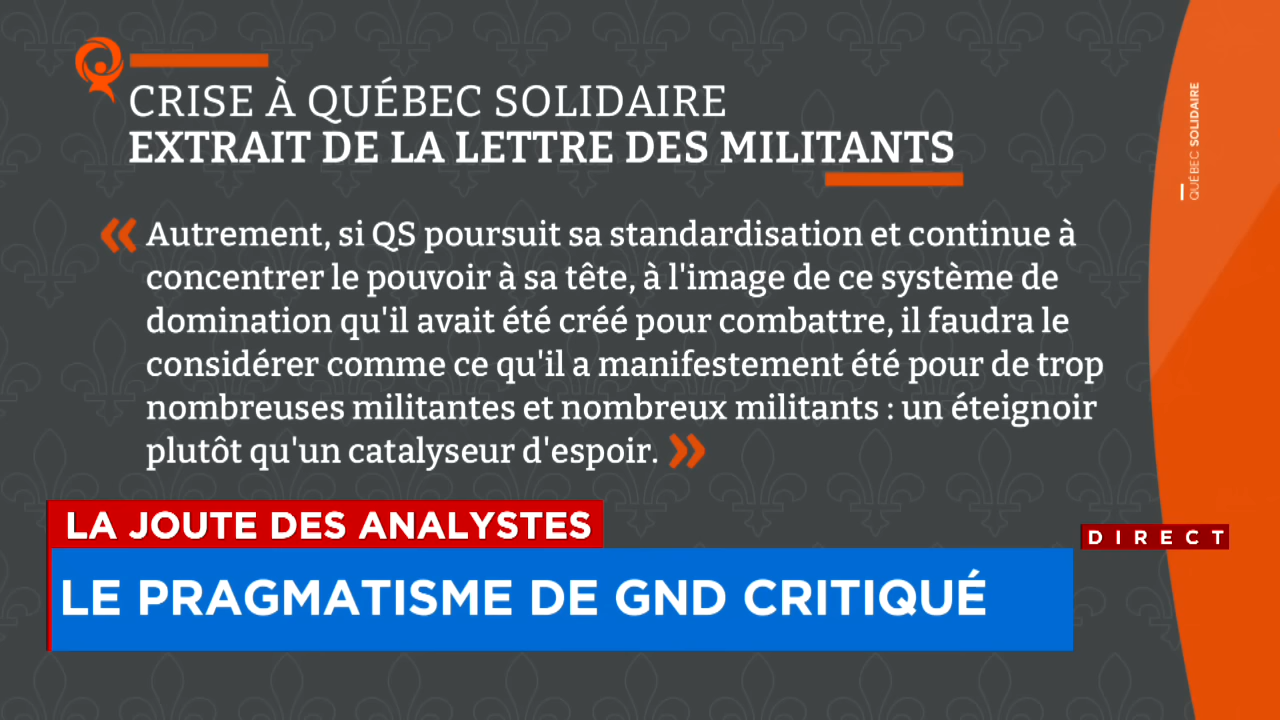 CRISE À QUÉBEC SOLIDAIRE
EXTRAIT DE LA LETTRE DES MILITANTS
« Autrement, si QS poursuit sa standardisation et continue à
concentrer le pouvoir à sa tête, à l'image de ce système de
domination qu'il avait été créé pour combattre, il faudra le
considérer comme ce qu'il a manifestement été pour de trop
nombreuses militantes et nombreux militants : un éteignoir
plutôt qu'un catalyseur d'espoir. »
QUÉBEC SOLIDAIRE
LA JOUTE DES ANALYSTES
DIRECT
LE PRAGMATISME DE GND CRITIQUÉ